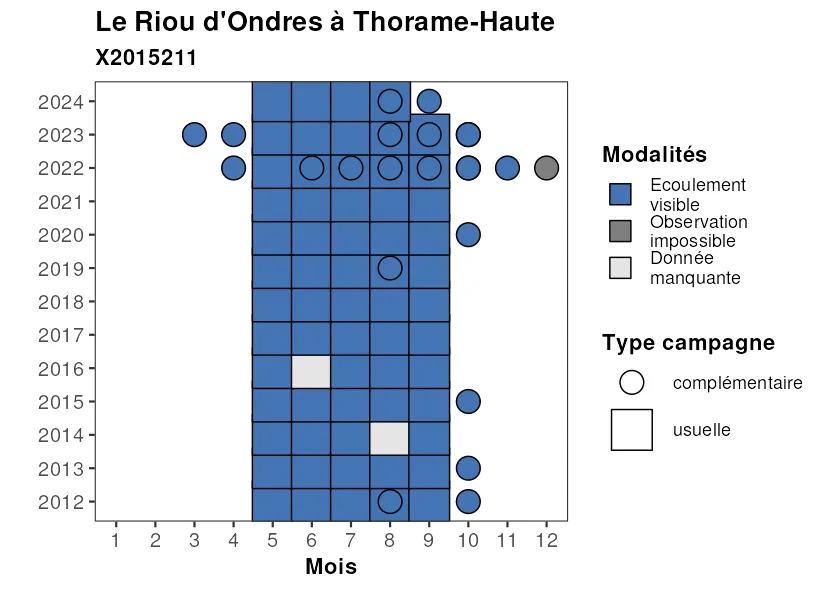 Le Riou d'Ondres à Thorame-Haute
X2015211
2024
2023
2022
2021
2020
2019
2018
2017
2016
2015
2014
2013
2012
1 2 3 4 5 6 7 8 9 10 11 12
Mois
Modalités
Ecoulement
visible
Observation
impossible
Donnée
manquante
Type campagne
complémentaire
usuelle